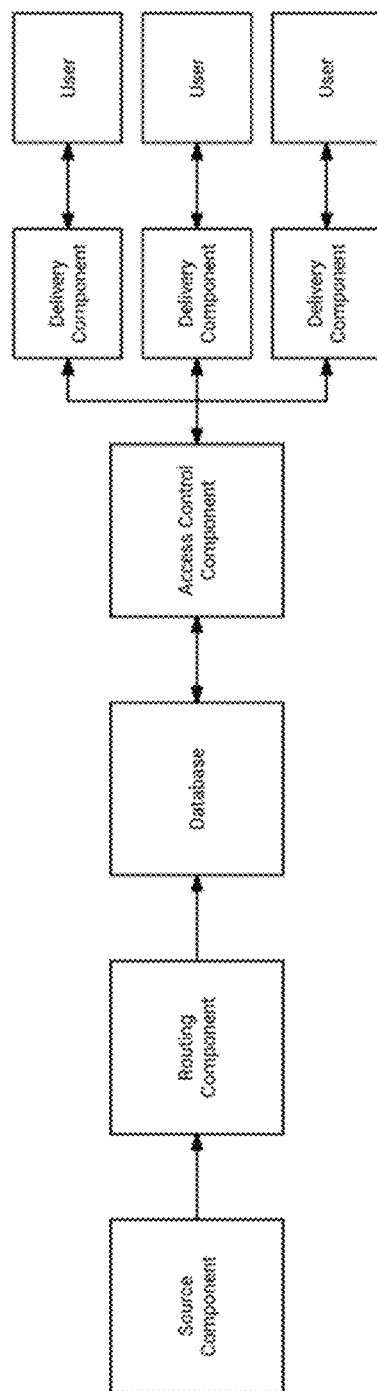 Source
Component
Routing
Component
Database
Access Control
Component
Delivery
Component
Delivery
Component
Delivery
Component
User
User
User